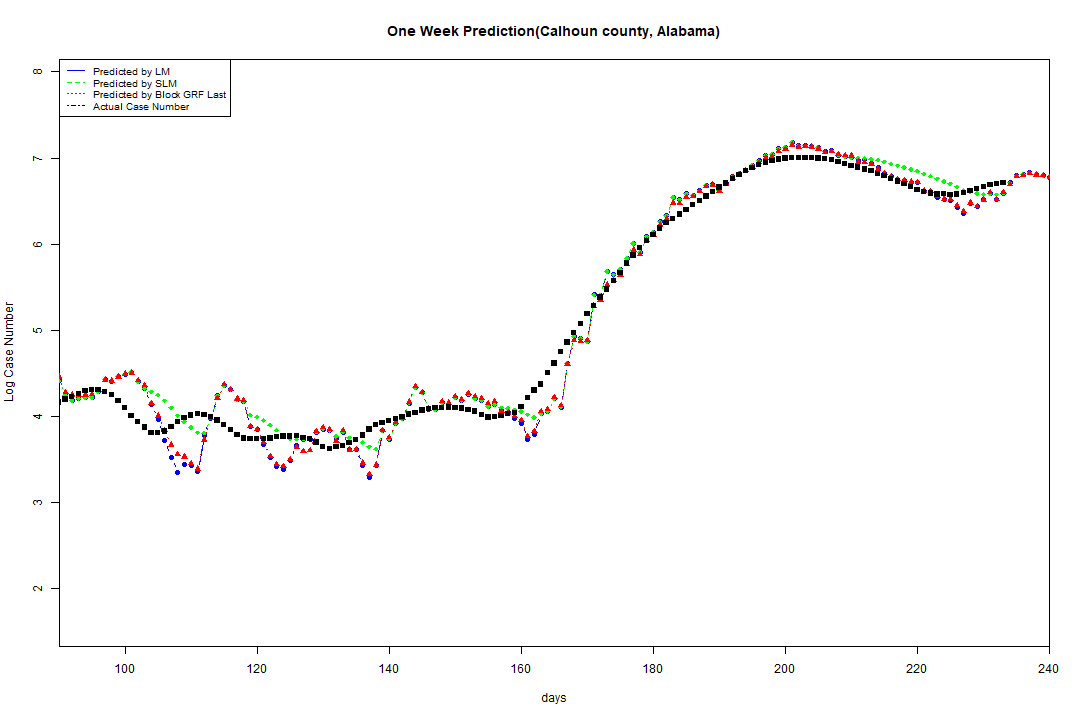 One Week Prediction(Calhoun county, Alabama)
Predicted by LM
Predicted by SLM
Predicted by Block GRF Last
Actual Case Number
8
7
6
5
4
3
2
Log Case Number
100 120 140 160 180 200 220 240
days